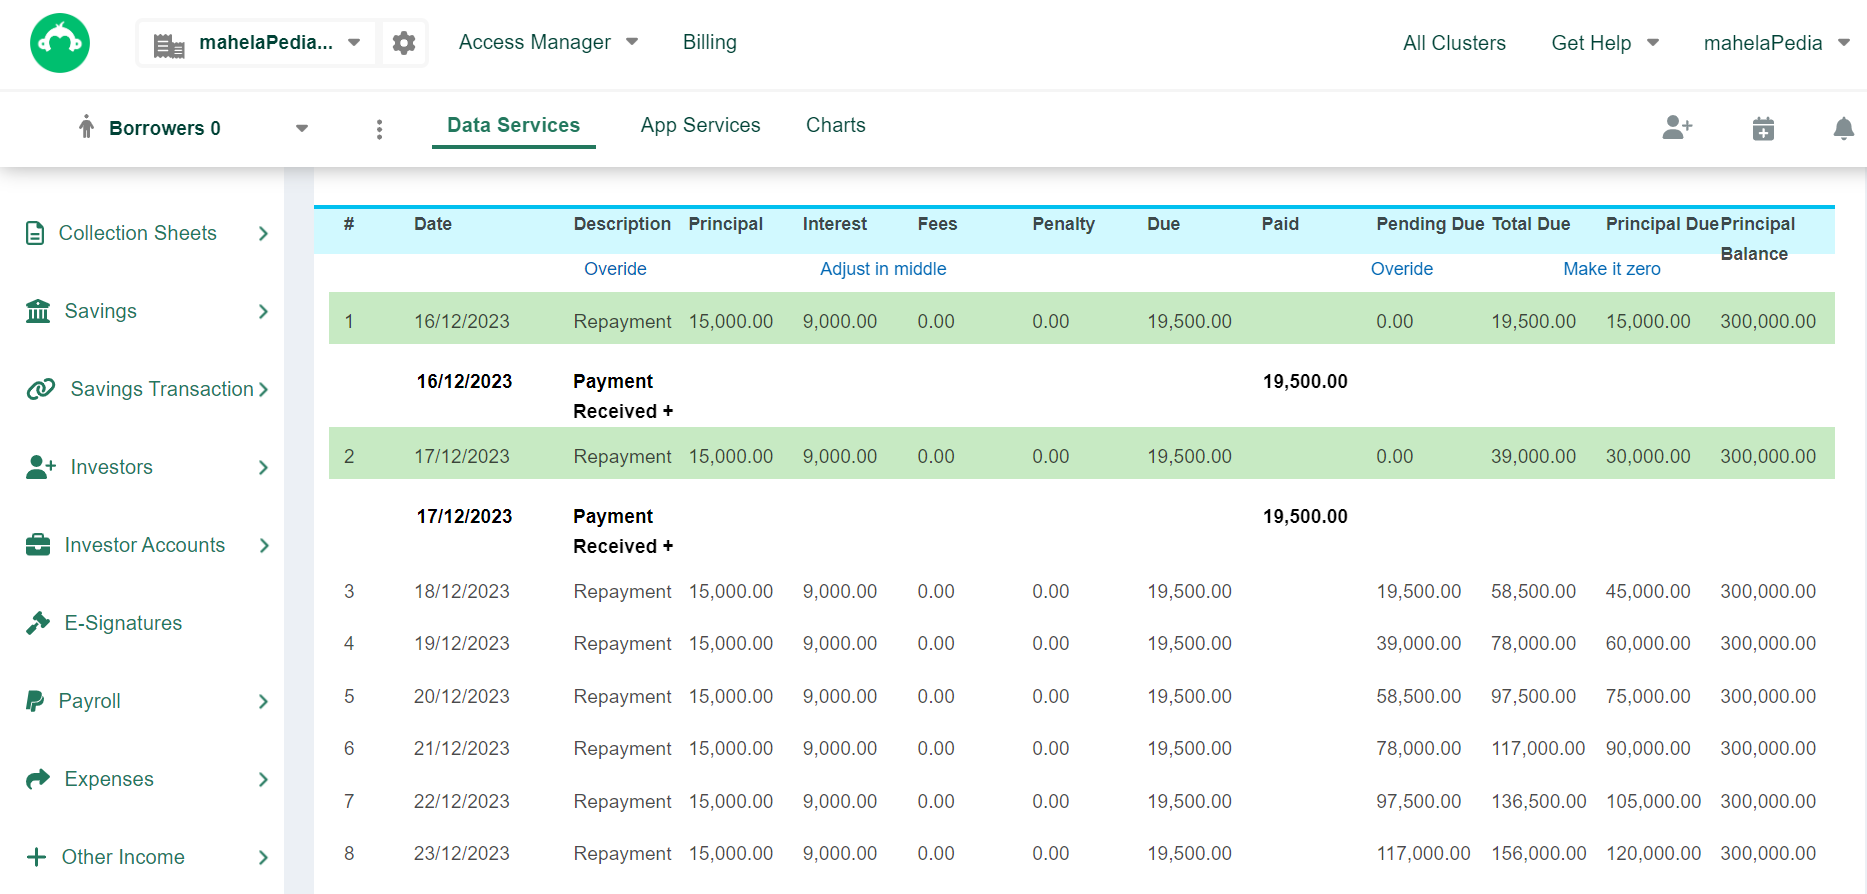 mahelaPedia... Access Manager Billing All Clusters Get Help mahelaPedia
Borrowers 0 Data Services App Services Charts
Collection Sheets
Savings
Savings Transaction
Investors
Investor Accounts
E-Signatures
Payroll
Expenses
Other Income
# Date Description Principal Interest Fees Penalty Due Paid Pending Due Total Due Principal Due Principal
Balance
Overide Adjust in middle Override Make it zero
1 16/12/2023 Repayment 15,000.00 9,000.00 0.00 0.00 19,500.00 0.00 19,500.00 15,000.00 300,000.00
16/12/2023 Payment 19,500.00
Received +
2 17/12/2023 Repayment 15,000.00 9,000.00 0.00 0.00 19,500.00 0.00 39,000.00 30,000.00 300,000.00
17/12/2023 Payment 19,500.00
Received +
3 18/12/2023 Repayment 15,000.00 9,000.00 0.00 0.00 19,500.00 19,500.00 58,500.00 45,000.00 300,000.00
4 19/12/2023 Repayment 15,000.00 9,000.00 0.00 0.00 19,500.00 39,000.00 78,000.00 60,000.00 300,000.00
5 20/12/2023 Repayment 15,000.00 9,000.00 0.00 0.00 19,500.00 58,500.00 97,500.00 75,000.00 300,000.00
6 21/12/2023 Repayment 15,000.00 9,000.00 0.00 0.00 19,500.00 78,000.00 117,000.00 90,000.00 300,000.00
7 22/12/2023 Repayment 15,000.00 9,000.00 0.00 0.00 19,500.00 97,500.00 136,500.00 105,000.00 300,000.00
8 23/12/2023 Repayment 15,000.00 9,000.00 0.00 0.00 19,500.00 117,000.00 156,000.00 120,000.00 300,000.00